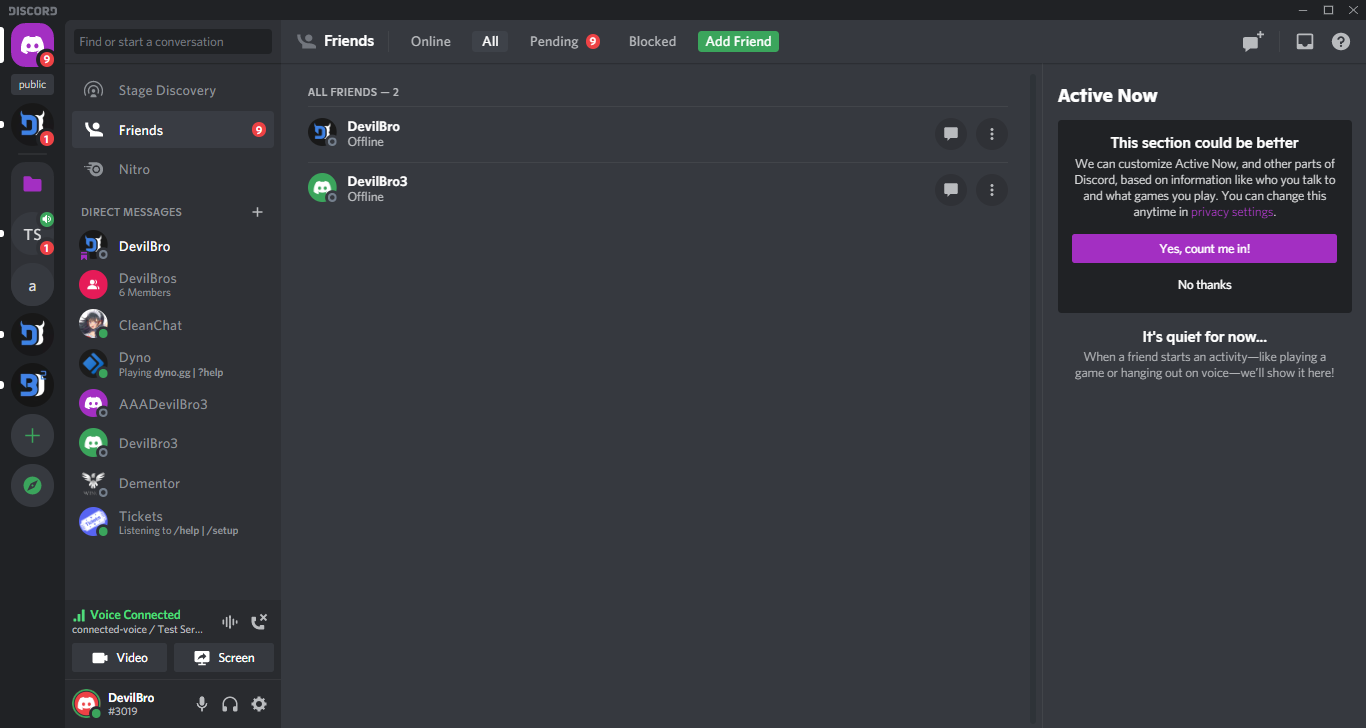 DISCORD
9
public
1
TS
1
a
Find or start a conversation
Stage Discovery
Friends 9
Nitro
DIRECT MESSAGES
DevilBro
DevilBros
6 Members
CleanChat
Dyno
Playing dyno.gg | ?help
AAADevilBro3
DevilBro3
Dementor
Tickets
Listening to /help | /setup
Voice Connected
connected-voice / Test Ser...
Video Screen
DevilBro
#3019
Friends Online All Pending 9 Blocked Add Friend
ALL FRIENDS — 2
DevilBro
Offline
DevilBro3
Offline
Active Now
This section could be better
We can customize Active Now, and other parts of
Discord, based on information like who you talk to
and what games you play. You can change this
anytime in privacy settings.
Yes, count me in!
No thanks
It's quiet for now...
When a friend starts an activity—like playing a
game or hanging out on voice—we'll show it here!